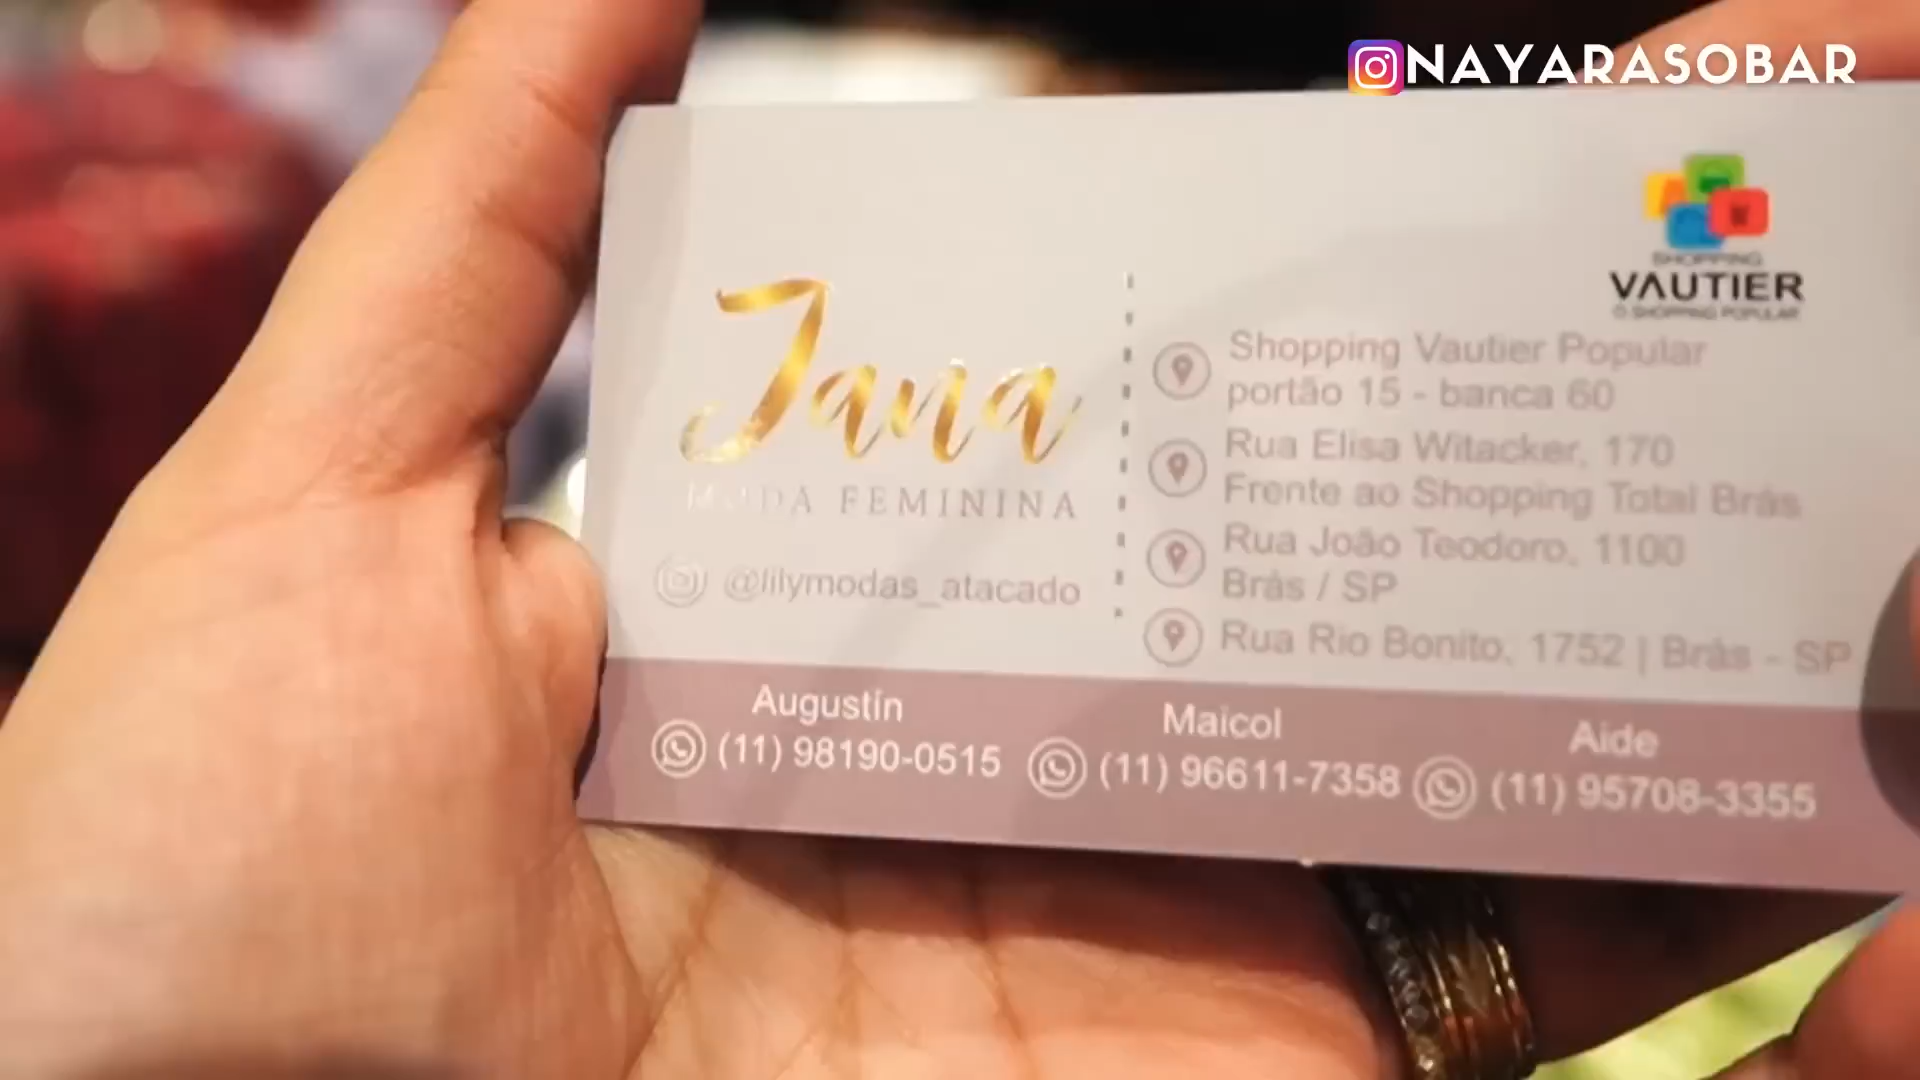 NAYARASOBAR
SHOPPING
VAUTIER
O SHOPPING POPULAR
Jana
MODA FEMININA
@lilymodas_atacado
Shopping Vautier Popular
portão 15 - banca 60
Rua Elisa Witacker, 170
Frente ao Shopping Total Brás
Rua João Teodoro, 1100
Brás / SP
Rua Rio Bonito, 1752 | Brás - SP
Augustín
(11) 98190-0515
Maicol
(11) 96611-7358
Aide
(11) 95708-3355